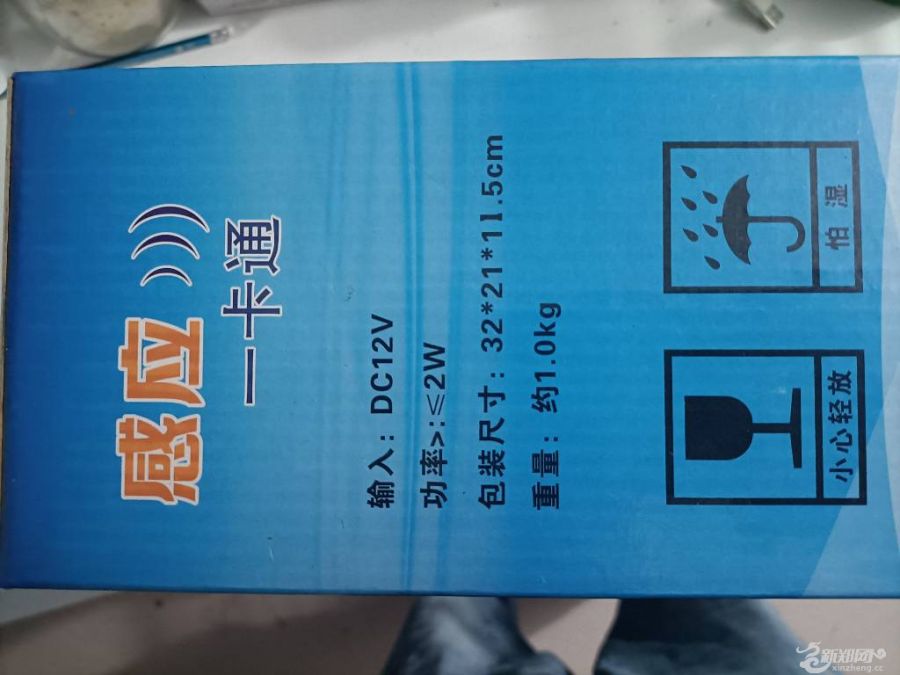 感应
一卡通
输入：DC12V
功率>:≤2W
包装尺寸：32*21*11.5cm
重量：约1.0kg
小心轻放
怕 湿
新郑网
xinzheng.cc